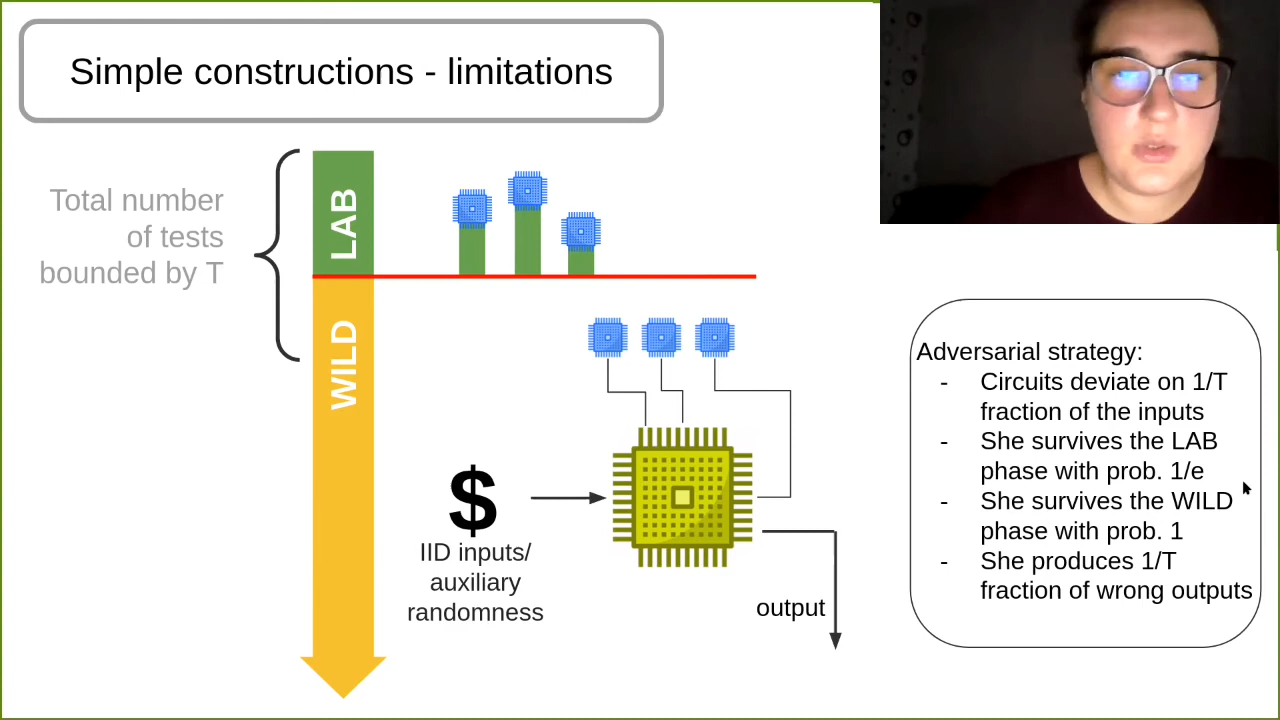 Simple constructions - limitations
Total number
of tests
bounded by T
LAB
WILD
$
IID inputs/
auxiliary
randomness
output
Adversarial strategy:
- Circuits deviate on 1/T
fraction of the inputs
- She survives the LAB
phase with prob. 1/e
- She survives the WILD
phase with prob. 1
- She produces 1/T
fraction of wrong outputs